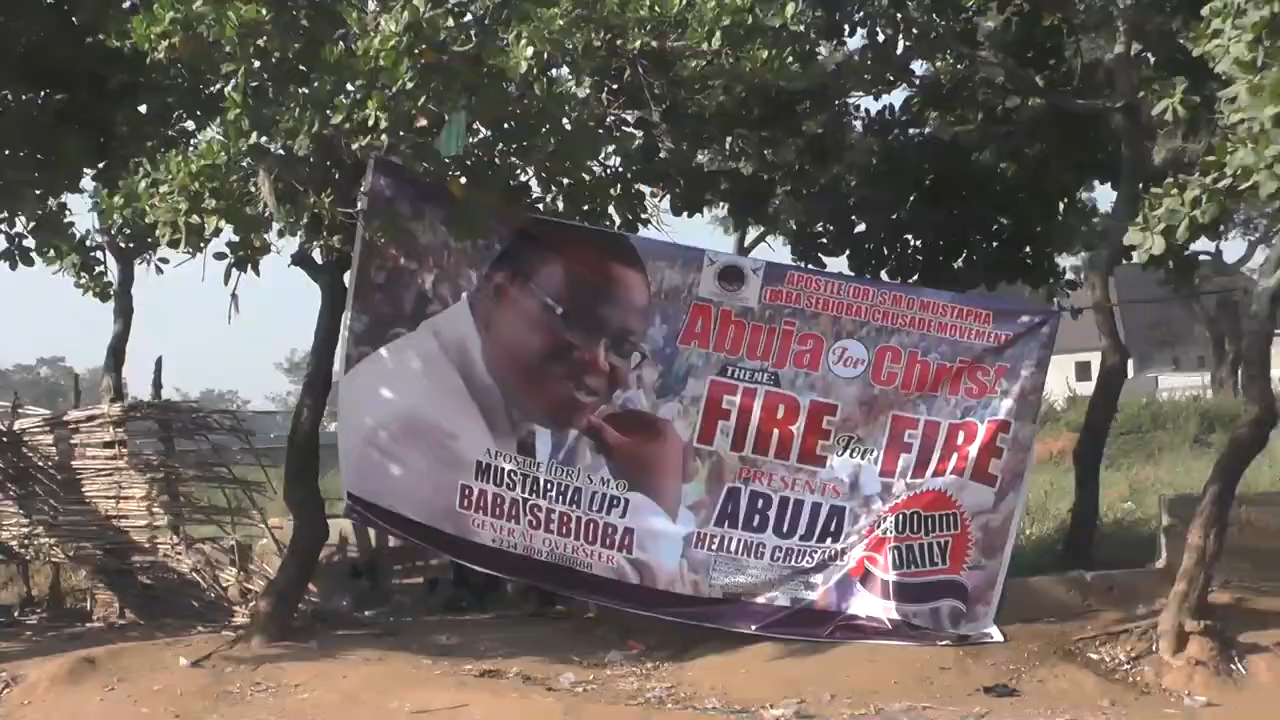 APOSTLE (DR) S.M.O MUSTAPHA
(BABA SEBIOBA) CRUSADE MOVEMENT
Abuja For Christ
THEME:
FIRE For FIRE
PRESENTS
ABUJA
HEALING CRUSADE
:00pm
DAILY
APOSTLE (DR) S.M.O
MUSTAPHA (JP)
BABA SEBIOBA
GENERAL OVERSEER